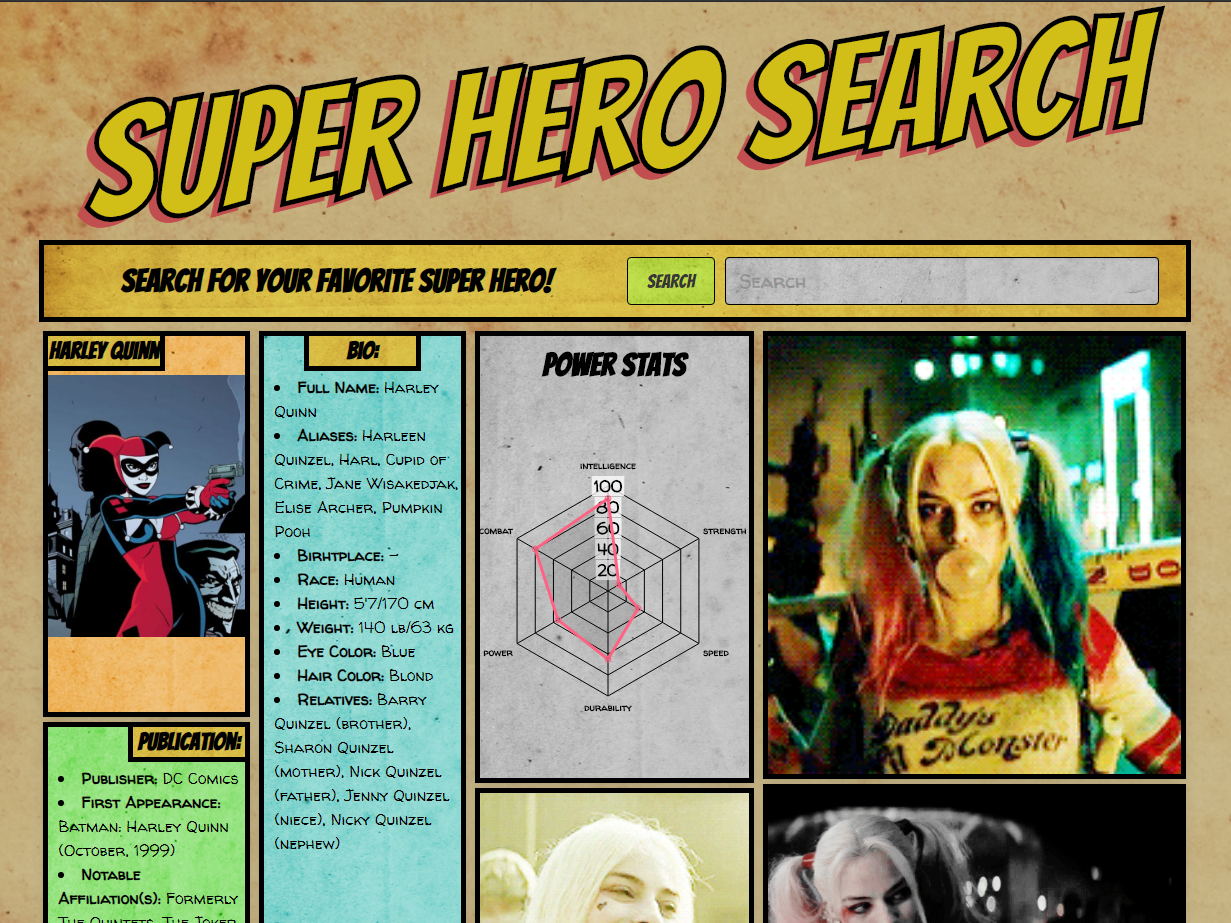 SUPER HERO SEARCH
SEARCH FOR YOUR FAVORITE SUPER HERO!
SEARCH
Search
HARLEY QUINN
PUBLICATION:
• Publisher: DC Comics
• First Appearance:
Batman: Harley Quinn
(October, 1999)
• Notable
Affiliation(s): Formerly
The Quintets, The Joker
BIO:
• Full Name: Harley
Quinn
• Aliases: Harleen
Quinzel, Harl, Cupid of
Crime, Jane Wisakedjak,
Elise Archer, Pumpkin
Pooh
• Birhtplace: -
• Race: Human
• Height: 5'7/170 cm
• Weight: 140 lb/63 kg
• Eye Color: Blue
• Hair Color: Blond
• Relatives: Barry
Quinzel (brother),
Sharon Quinzel
(mother), Nick Quinzel
(father), Jenny Quinzel
(niece), Nicky Quinzel
(nephew)
POWER STATS
INTELLIGENCE
100
80
60
40
20
COMBAT
STRENGTH
POWER
SPEED
DURABILITY
Daddy's
Lil Monster